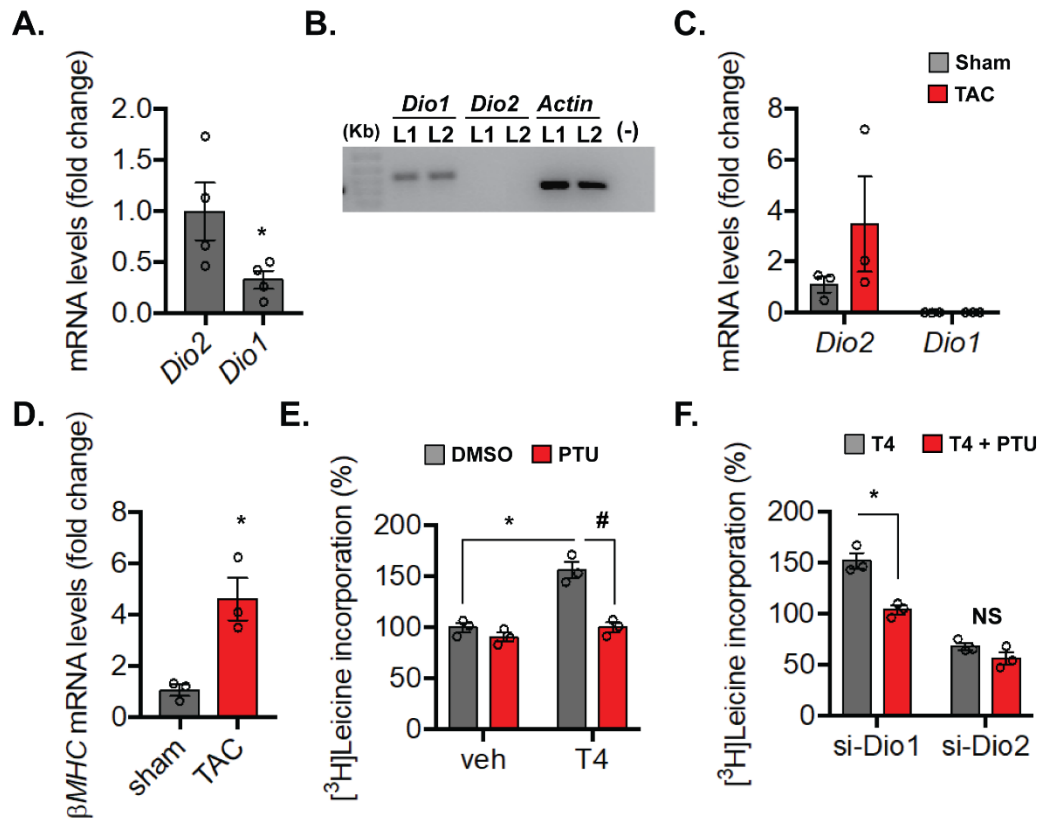 A.
mRNA levels (fold change)
2.0
1.5
1.0
0.5
0.0
*
Dio2
Dio1
B.
Dio1 Dio2 Actin
(Kb) L1 L2 L1 L2 L1 L2 (-)
C.
Sham
TAC
mRNA levels (fold change)
8
6
4
2
0
Dio2
Dio1
D.
βMHC mRNA levels (fold change)
8
6
4
2
0
*
sham
TAC
E.
DMSO PTU
[³H]Leicine incorporation (%)
200
150
100
50
0
* #
veh T4
F.
T4 T4 + PTU
[³H]Leicine incorporation (%)
200
150
100
50
0
*
NS
si-Dio1 si-Dio2